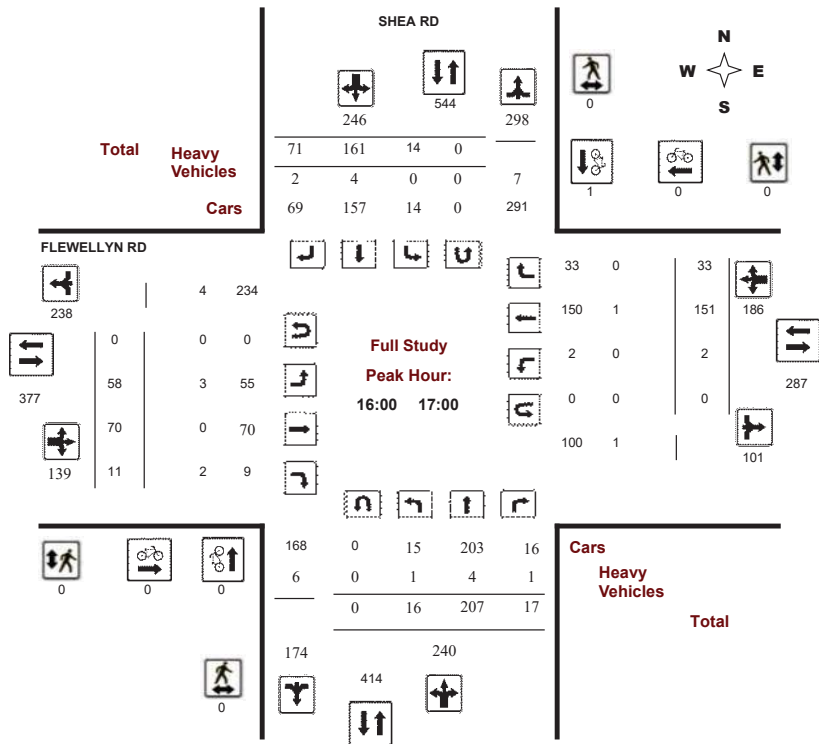 SHEA RD
N
W E
S
544
0
246 298
Total Heavy Vehicles
71 161 14 0
2 4 0 0 7
Cars 69 157 14 0 291
1 0 0
FLEWELLYN RD
238 4 234
377
0 0 0
58 3 55
70 0 70
139 11 2 9
Full Study
Peak Hour:
16:00 17:00
33 0 33
150 1 151 186
2 0 2
287
0 0 0
100 1 101
168 0 15 203 16 Cars
6 0 1 4 1 Heavy Vehicles
0 16 207 17 Total
0 0 0
174 240
414
0